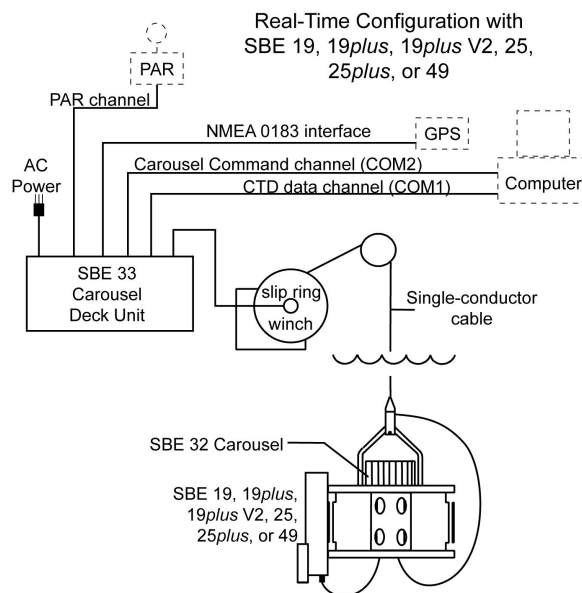 Real-Time Configuration with
SBE 19, 19plus, 19plus V2, 25,
25plus, or 49
PAR
PAR channel
NMEA 0183 interface
GPS
AC
Power
Carousel Command channel (COM2)
CTD data channel (COM1)
Computer
SBE 33
Carousel
Deck Unit
slip ring
winch
Single-conductor
cable
SBE 32 Carousel
SBE 19, 19plus,
19plus V2, 25,
25plus, or 49